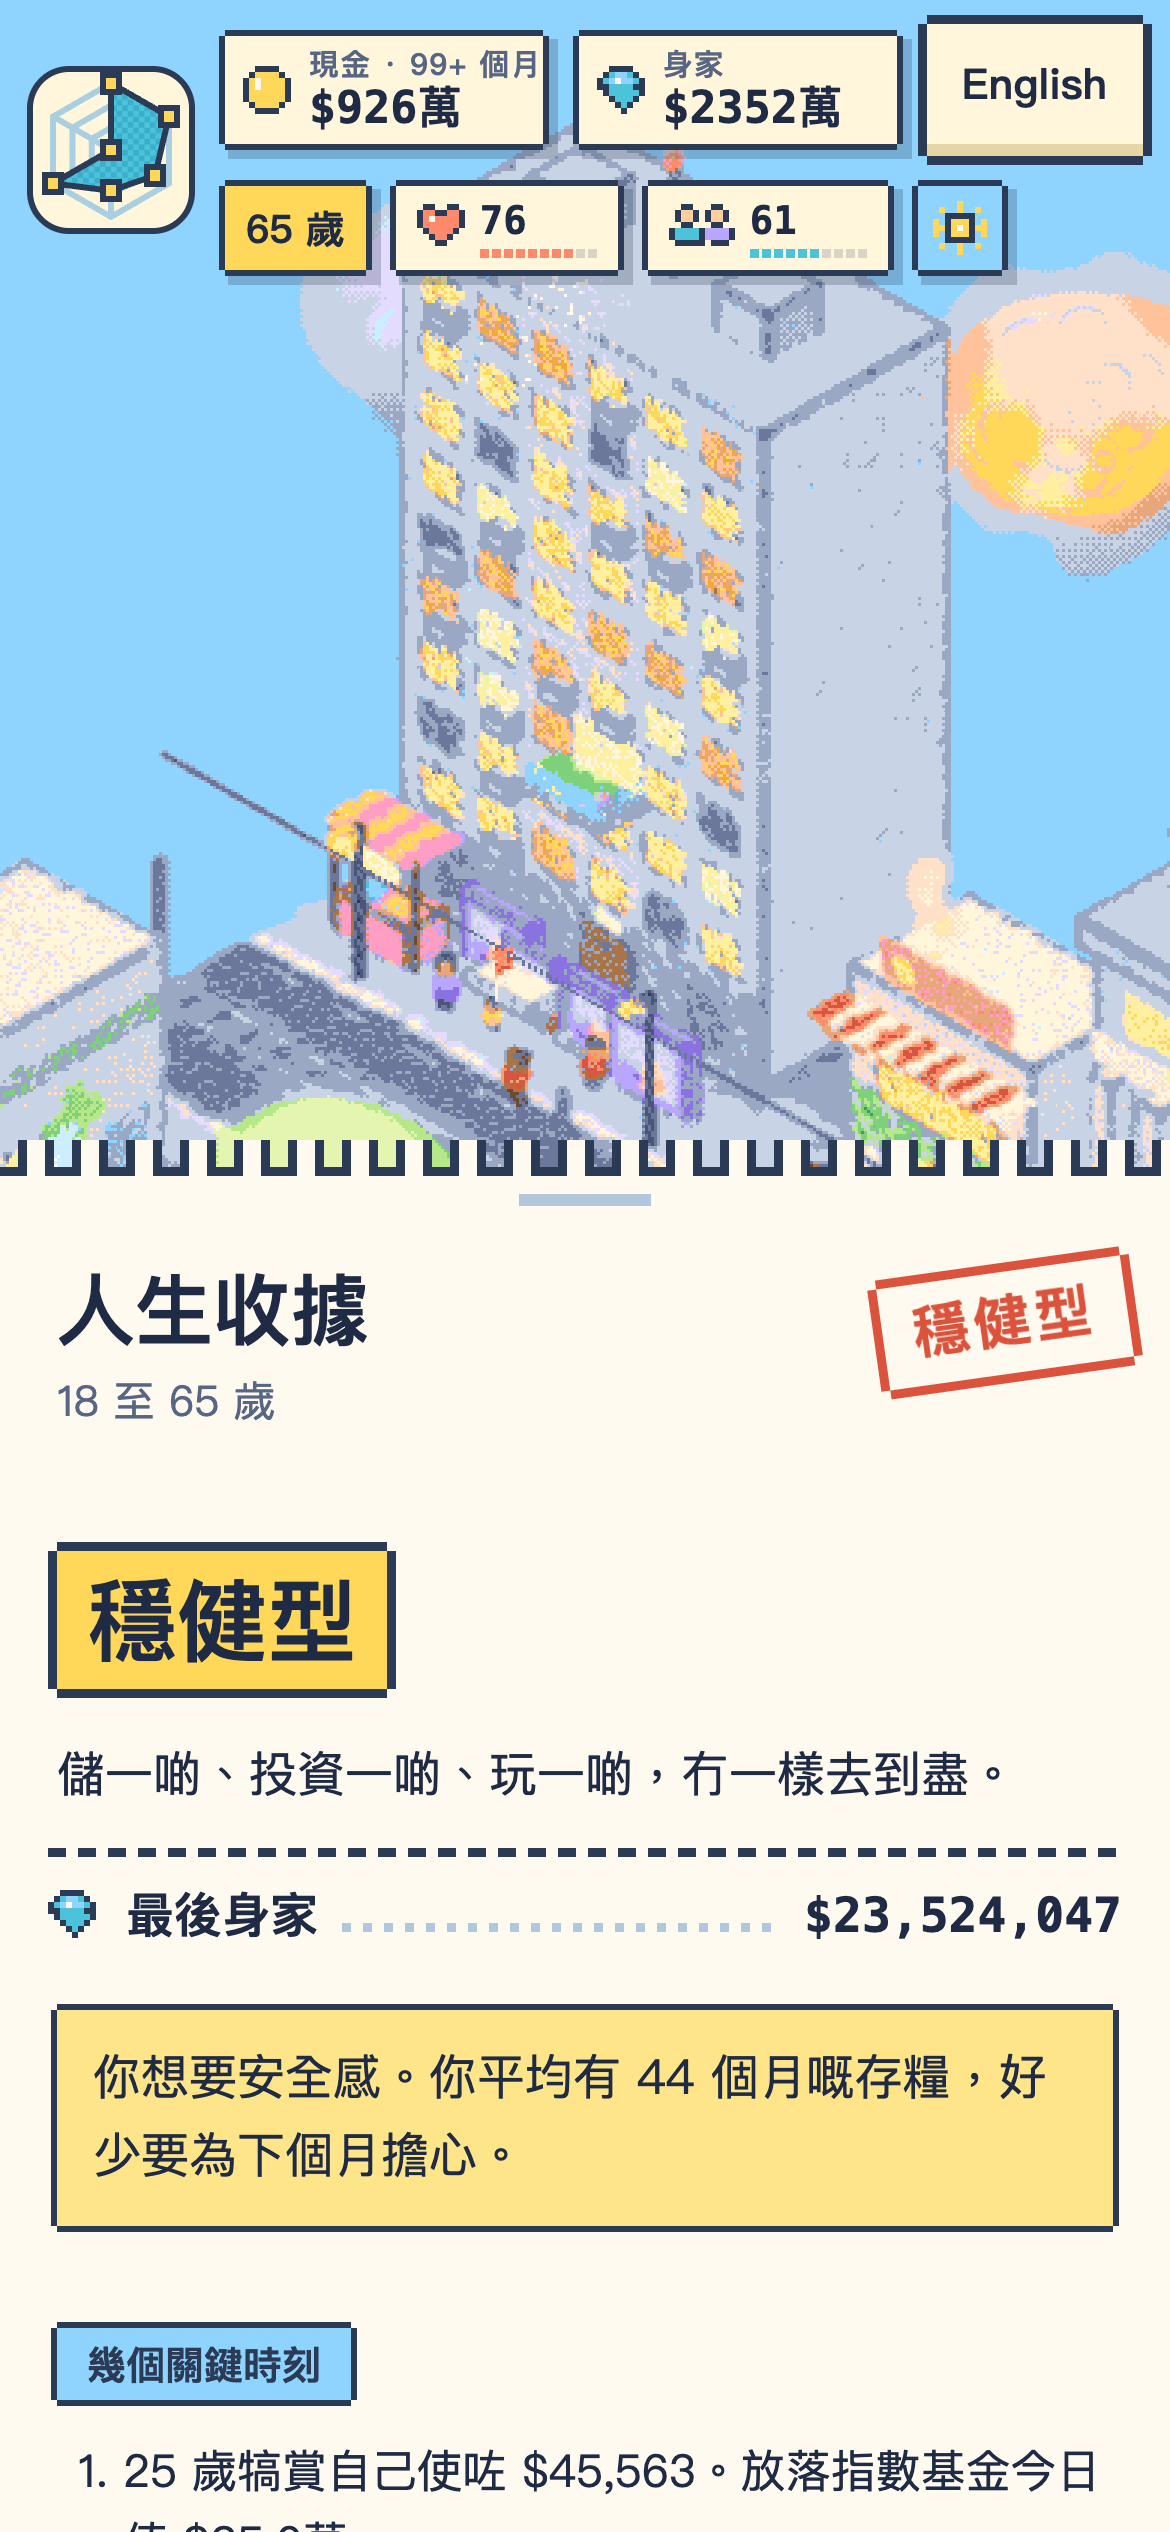 現金 · 99+ 個月
$926萬
身家
$2352萬
English
65 歲
76
61
人生收據
18 至 65 歲
穩健型
穩健型
儲一啲、投資一啲、玩一啲，冇一樣去到盡。
最後身家 $23,524,047
你想要安全感。你平均有 44 個月嘅存糧，好
少要為下個月擔心。
幾個關鍵時刻
1. 25 歲犒賞自己使咗 $45,563。放落指數基金今日